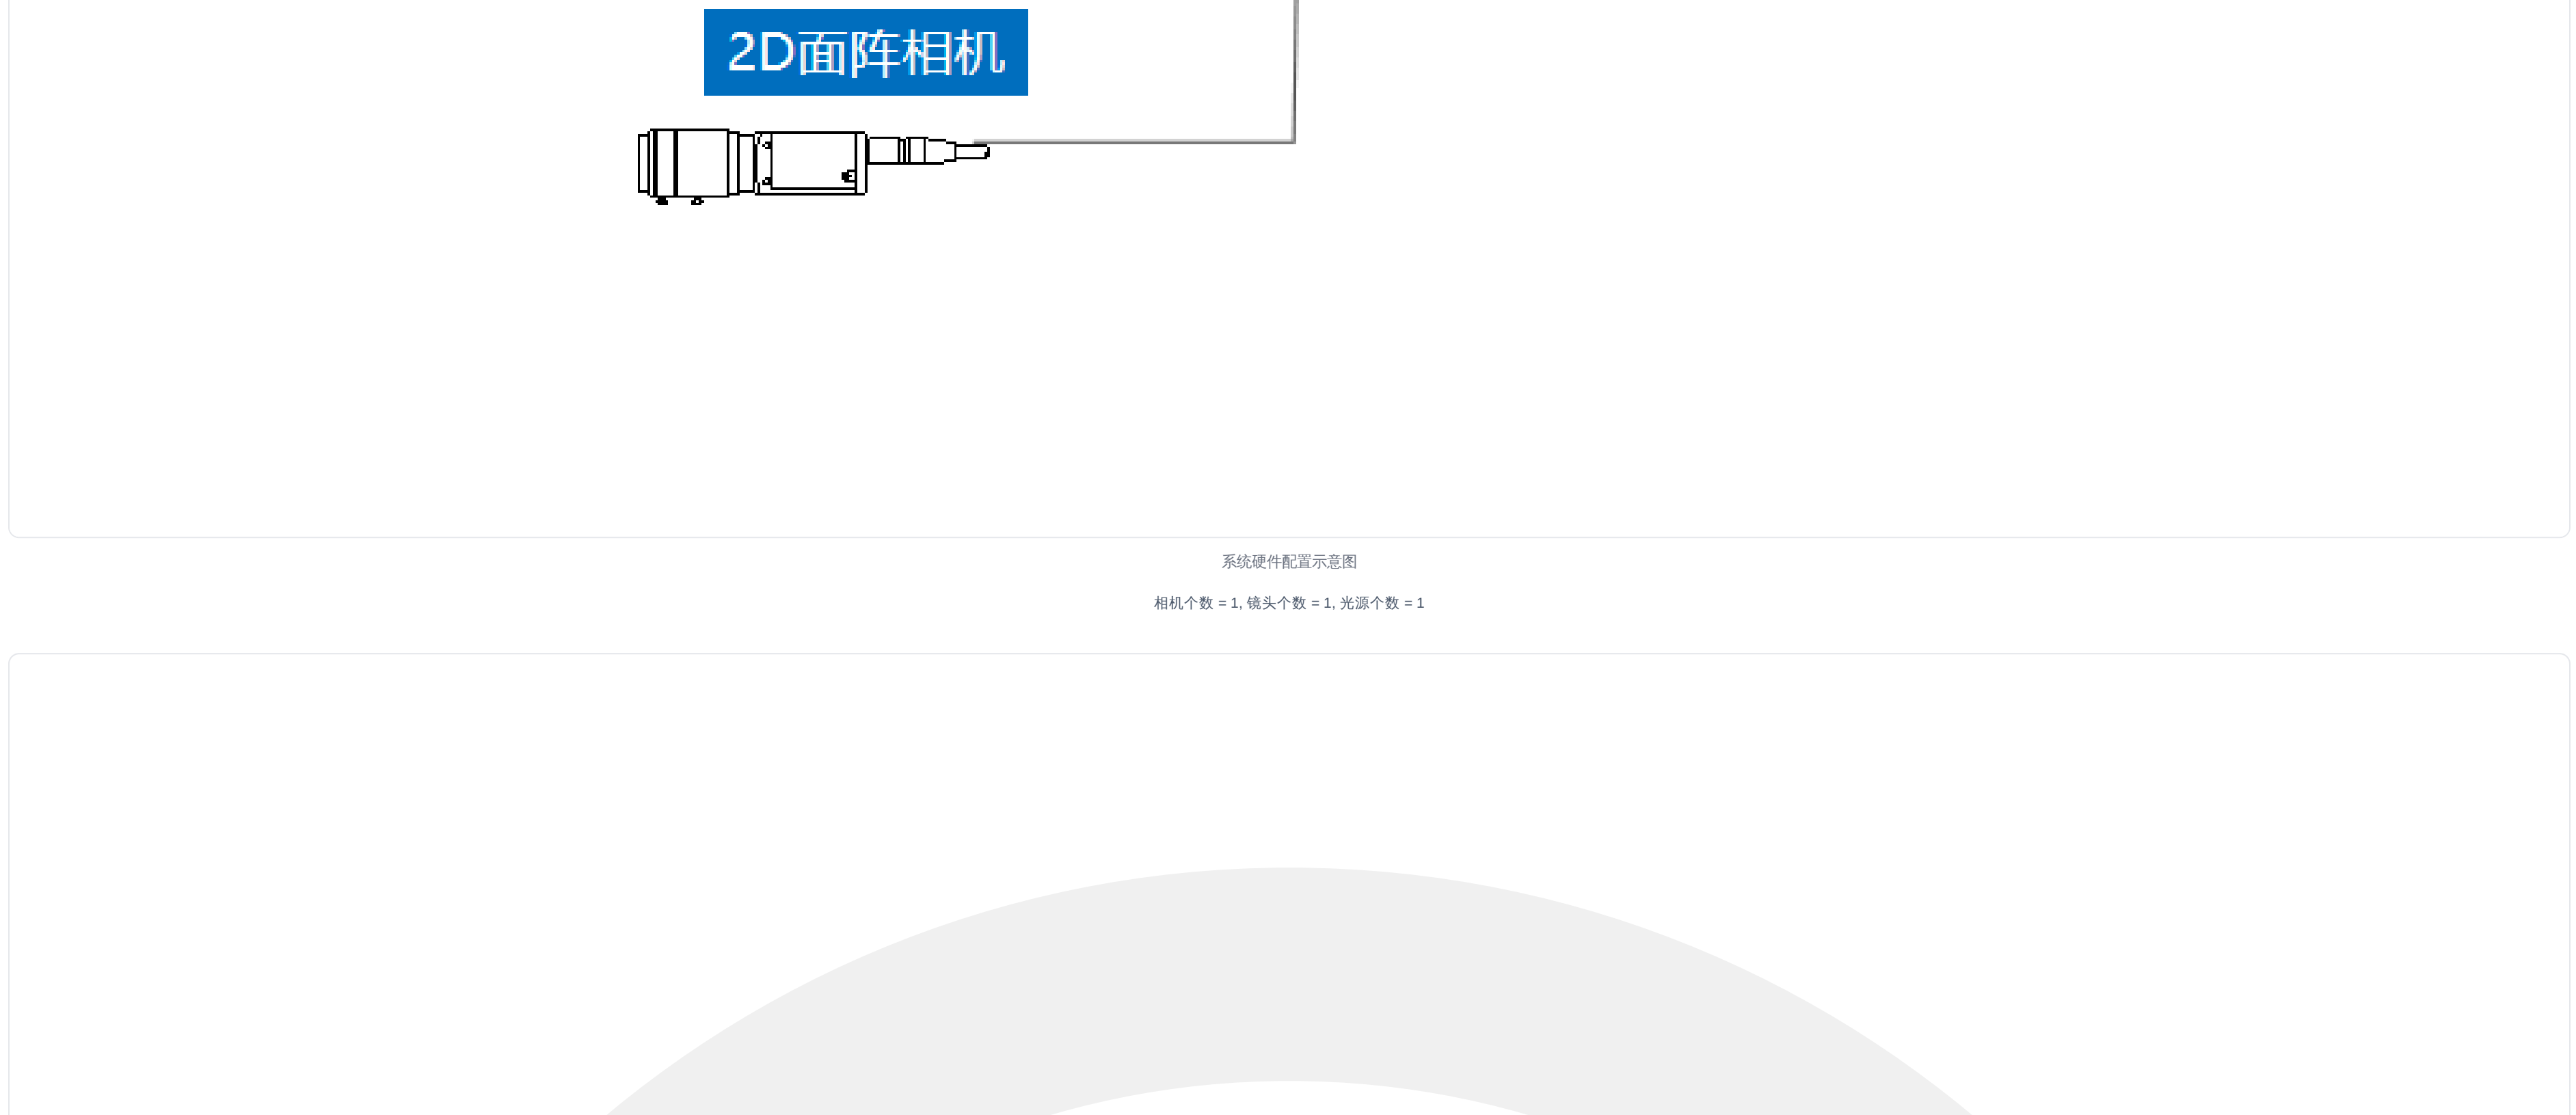 2D面阵相机
系统硬件配置示意图
相机个数 = 1, 镜头个数 = 1, 光源个数 = 1